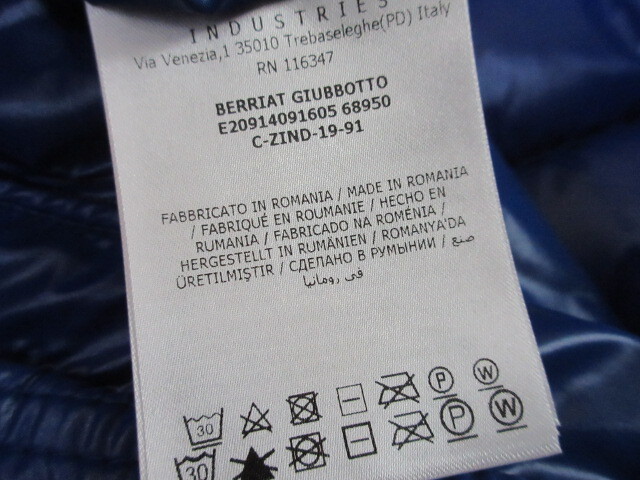 INDUSTRIES
Via Venezia,1 35010 Trebaseleghe(PD) Italy
RN 116347
BERRIAT GIUBBOTTO
E20914091605 68950
C-ZIND-19-91
FABBRICATO IN ROMANIA / MADE IN ROMANIA
/ FABRIQUÉ EN ROUMANIE / HECHO EN
RUMANIA / FABRICADO NA ROMÉNIA /
HERGESTELLT IN RUMÄNIEN / ROMANYA'DA
ÜRETILMIŞTIR / СДЕЛАНО В РУМЫНИИ / صنع
في رومانيا
30 P W
30 P W